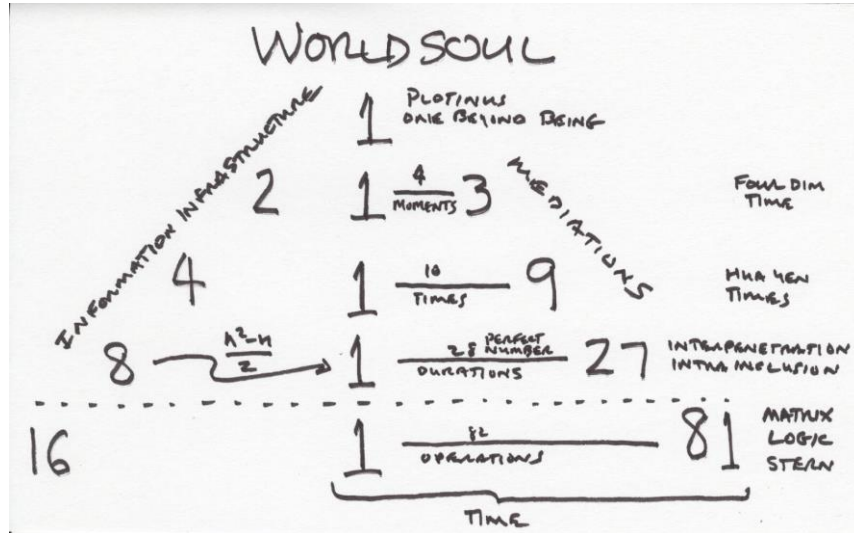 WORLDSOUL
INFORMATION INFRASTRUCTURE
1 PLOTINUS
ONE BEYOND BEING
MEDIATIONS
2 1 4 MOMENTS 3 FOUR DIM
TIME
4 1 10 TIMES 9 HUA YEN
TIMES
8 n²-n
2
1 28 PERFECT
NUMBER
DURATIONS 27 INTERPENETRATION
INTRA INCLUSION
16 1 82 OPERATIONS 81 MATRIX
LOGIC
STERN
TIME